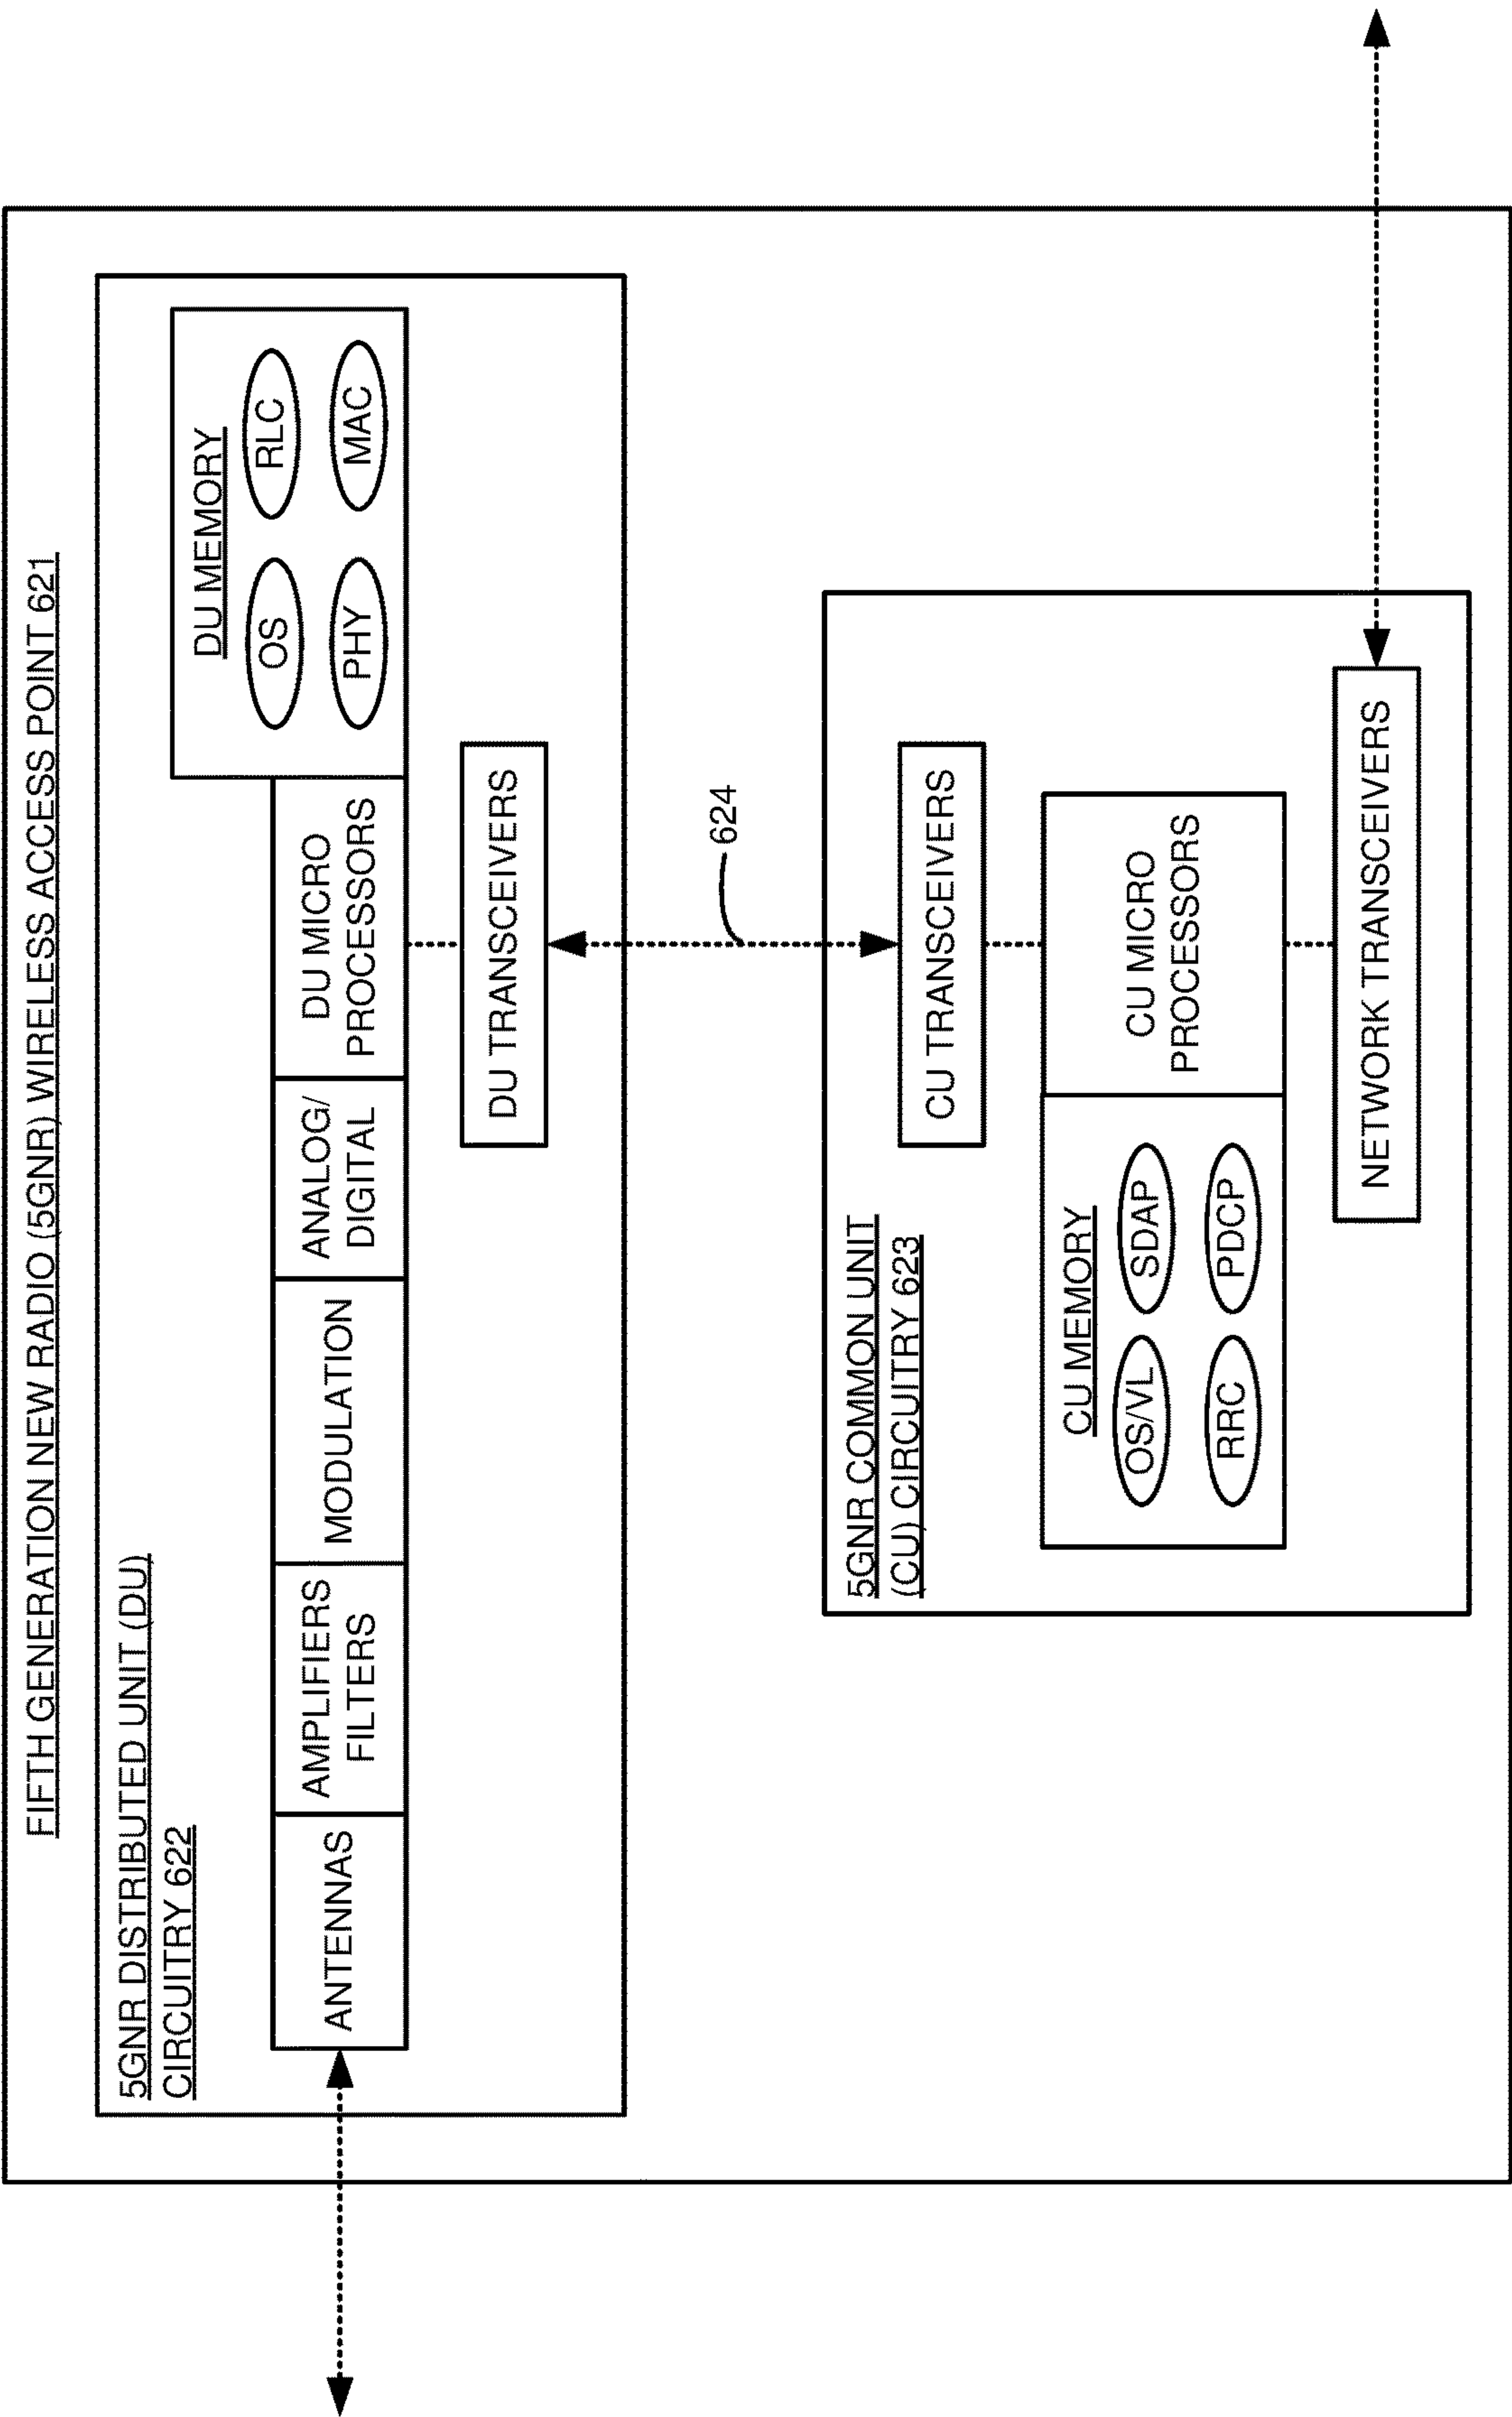 FIFTH GENERATION NEW RADIO (5GNR) WIRELESS ACCESS POINT 621
5GNR DISTRIBUTED UNIT (DU)
CIRCUITRY 622
ANTENNAS
AMPLIFIERS
FILTERS
MODULATION
ANALOG/
DIGITAL
DU MICRO
PROCESSORS
DU MEMORY
OS
RLC
PHY
MAC
DU TRANSCEIVERS
624
5GNR COMMON UNIT
(CU) CIRCUITRY 623
CU TRANSCEIVERS
CU MEMORY
OS/VL
SDAP
RRC
PDCP
CU MICRO
PROCESSORS
NETWORK TRANSCEIVERS